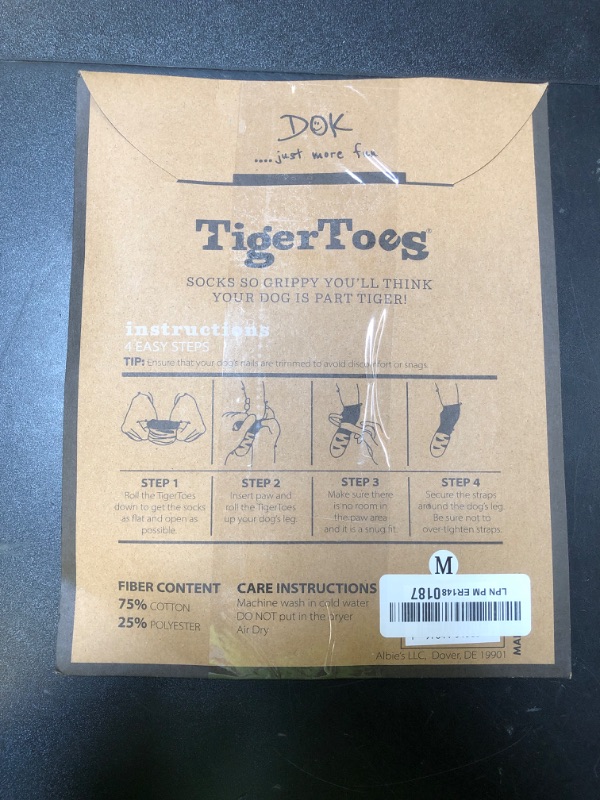 DOK
....just more fun
TigerToes®
SOCKS SO GRIPPY YOU'LL THINK
YOUR DOG IS PART TIGER!
instructions
4 EASY STEPS
TIP: Ensure that your dog's nails are trimmed to avoid discomfort or snags.
STEP 1
Roll the TigerToes
down to get the socks
as flat and open as
possible.
STEP 2
Insert paw and
roll the TigerToes
up your dog's leg.
STEP 3
Make sure there
is no room in
the paw area
and it is a snug fit.
STEP 4
Secure the straps
around the dog's leg.
Be sure not to
over-tighten straps.
FIBER CONTENT
75% COTTON
25% POLYESTER
CARE INSTRUCTIONS
Machine wash in cold water
DO NOT put in the dryer
Air Dry
M
LPN PM ER1480187
Albie's LLC, Dover, DE 19901